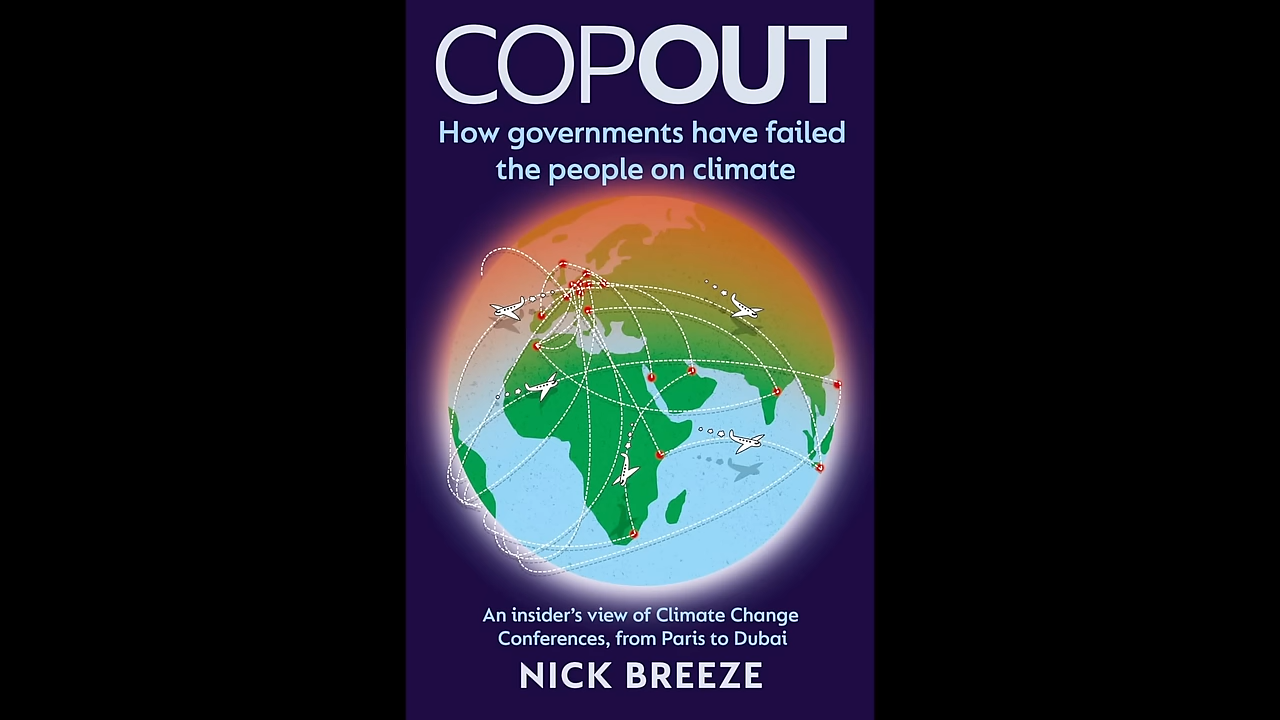 COPOUT
How governments have failed
the people on climate
An insider's view of Climate Change
Conferences, from Paris to Dubai
NICK BREEZE